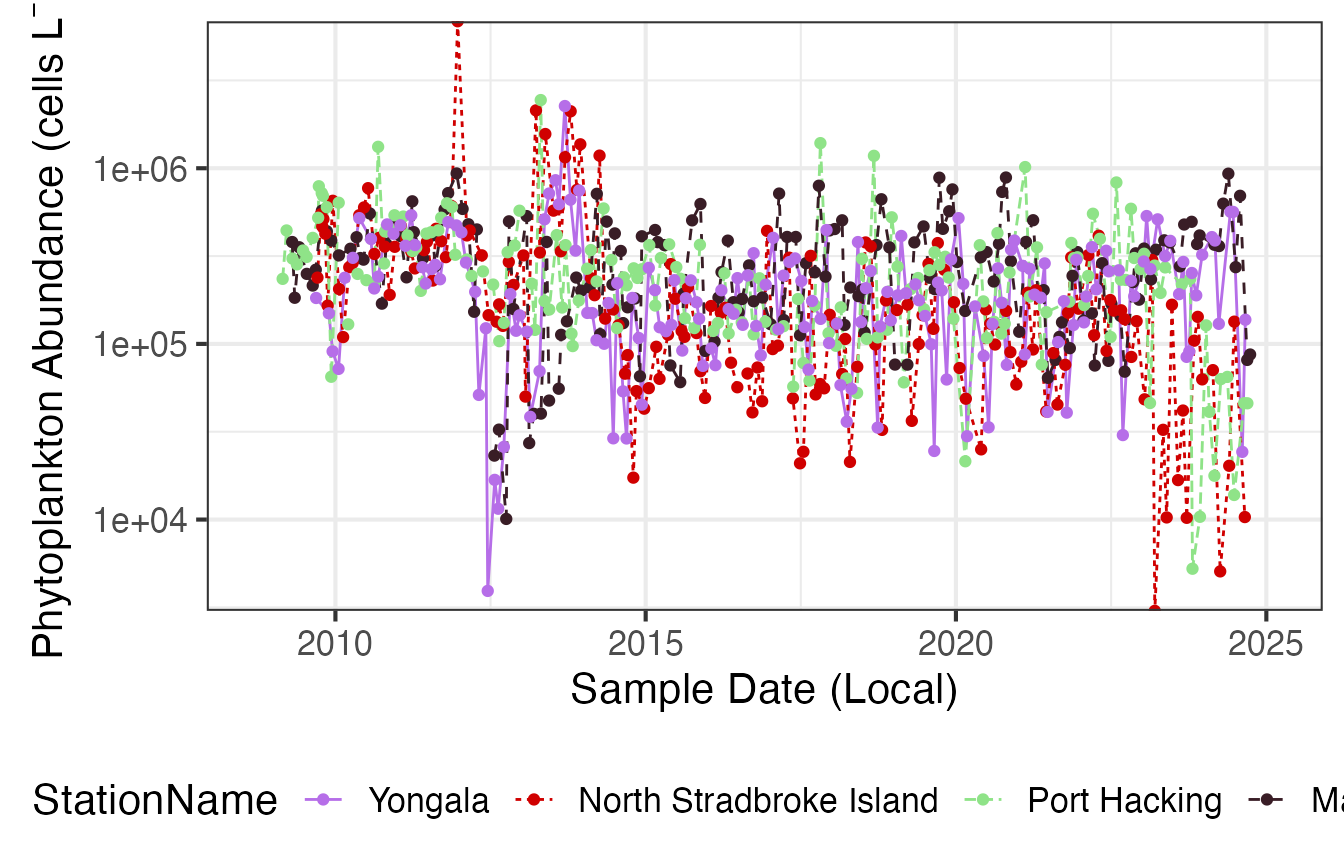 Phytoplankton Abundance (cells L⁻
1e+06
1e+05
1e+04
2010 2015 2020 2025
Sample Date (Local)
StationName Yongala North Stradbroke Island Port Hacking